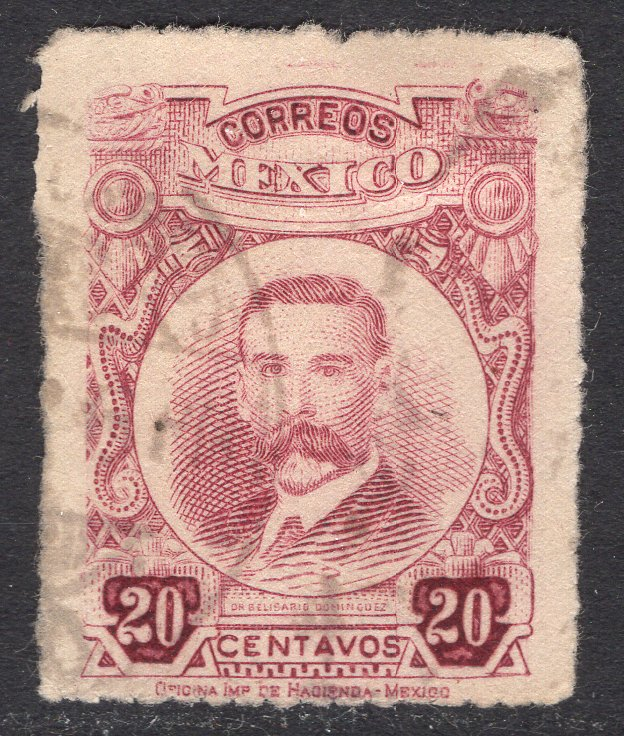 CORREOS
MEXICO
DR. BELISARIO DOMINGUEZ
20 CENTAVOS 20
OFICINA IMP. DE HACIENDA-MEXICO